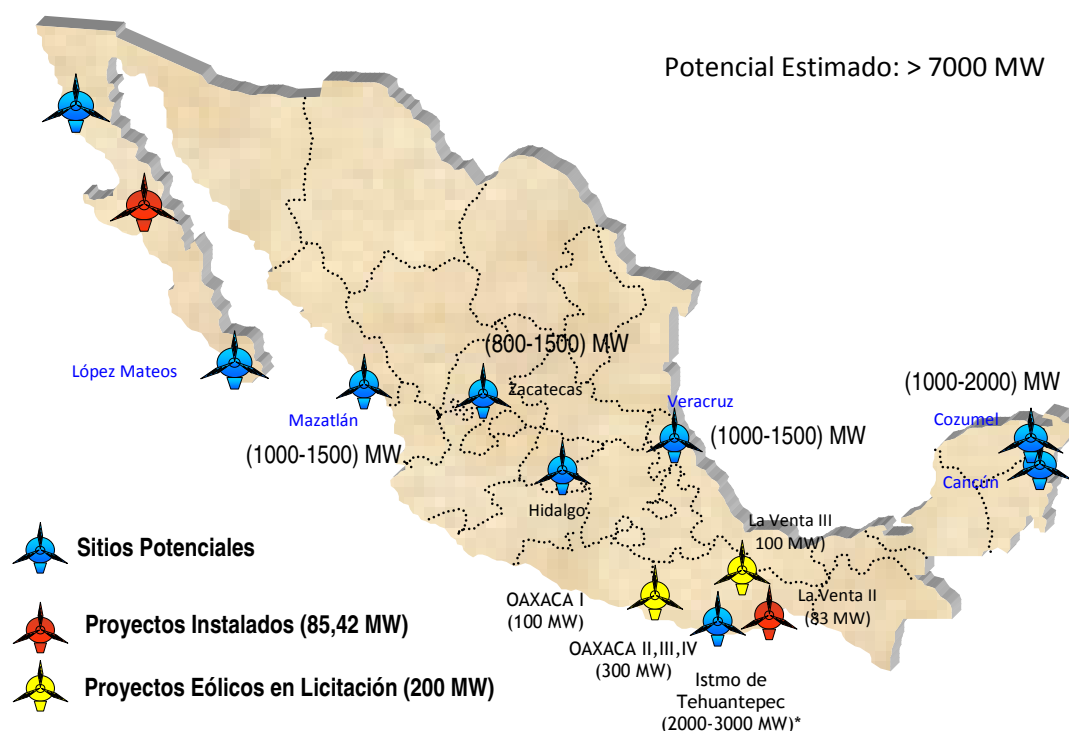 Potencial Estimado: > 7000 MW
(800-1500) MW
López Mateos
Zacatecas
(1000-2000) MW
Veracruz
Cozumel
Mazatlán
(1000-1500) MW
(1000-1500) MW
Cancún
Hidalgo
La Venta III
100 MW)
Sitios Potenciales
OAXACA I
(100 MW)
La Venta II
(83 MW)
Proyectos Instalados (85,42 MW)
OAXACA II,III,IV
(300 MW)
Proyectos Eólicos en Licitación (200 MW)
Istmo de
Tehuantepec
(2000-3000 MW)*